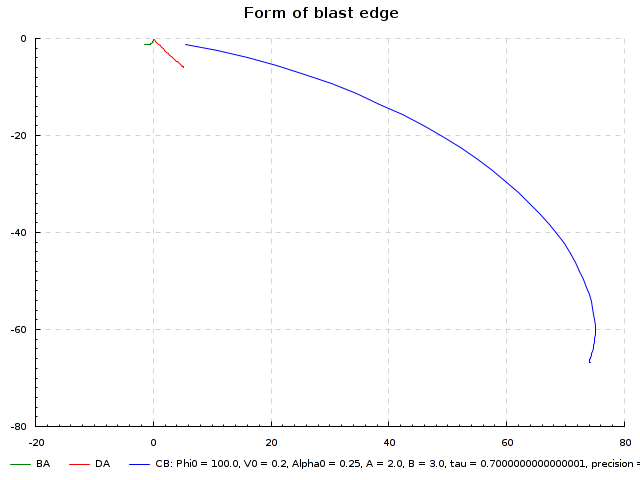 Form of blast edge
0
-20
-40
-60
-80
-20 0 20 40 60 80
BA DA CB: Phi0 = 100.0, V0 = 0.2, Alpha0 = 0.25, A = 2.0, B = 3.0, tau = 0.7000000000000001, precision =